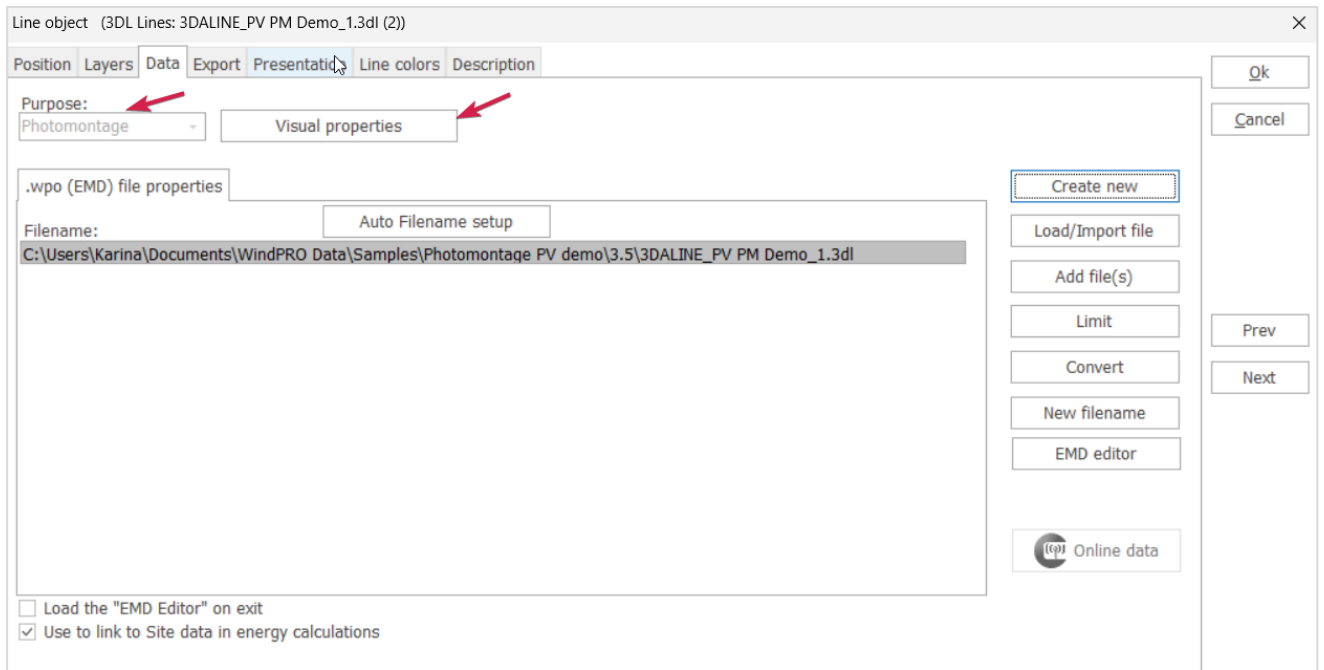 Line object   (3DL Lines: 3DALINE_PV PM Demo_1.3dl (2))
Position Layers Data Export Presentation Line colors Description
Ok
Cancel
Purpose:
Photomontage
Visual properties
.wpo (EMD) file properties
Filename:
Auto Filename setup
C:\Users\Karina\Documents\WindPRO Data\Samples\Photomontage PV demo\3.5\3DALINE_PV PM Demo_1.3dl
Create new
Load/Import file
Add file(s)
Limit
Convert
New filename
EMD editor
Online data
Prev
Next
Load the "EMD Editor" on exit
Use to link to Site data in energy calculations